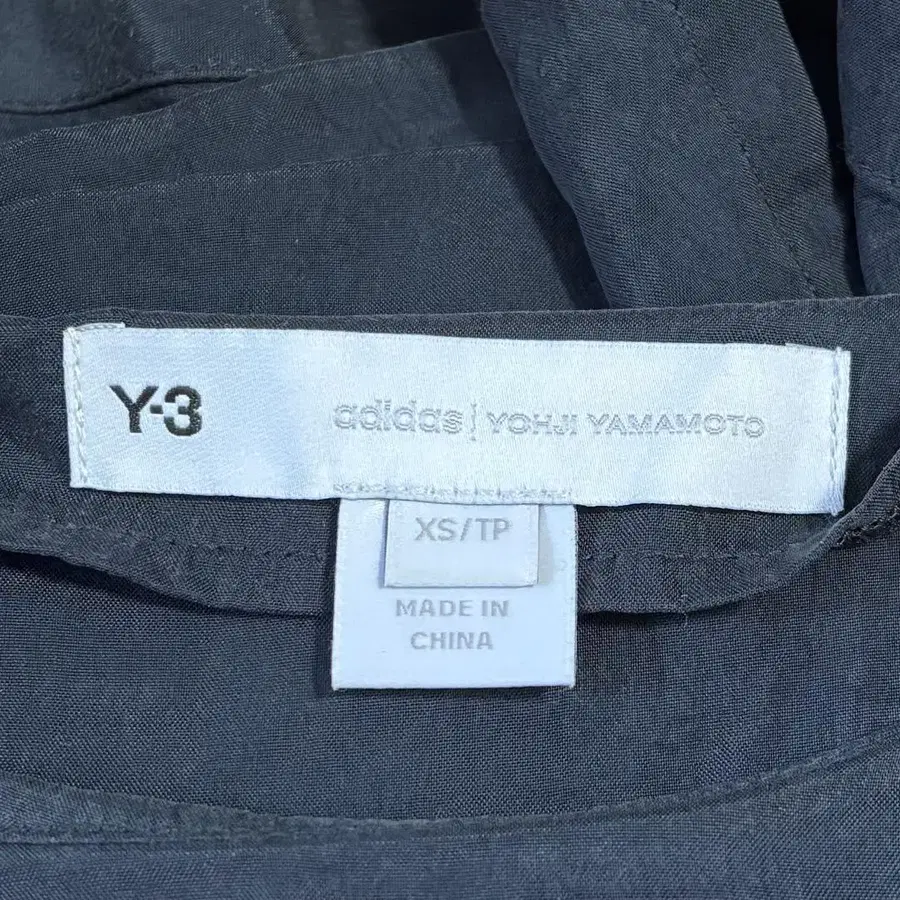 Y-3 adidas | YOHJI YAMAMOTO
XS/TP
MADE IN
CHINA